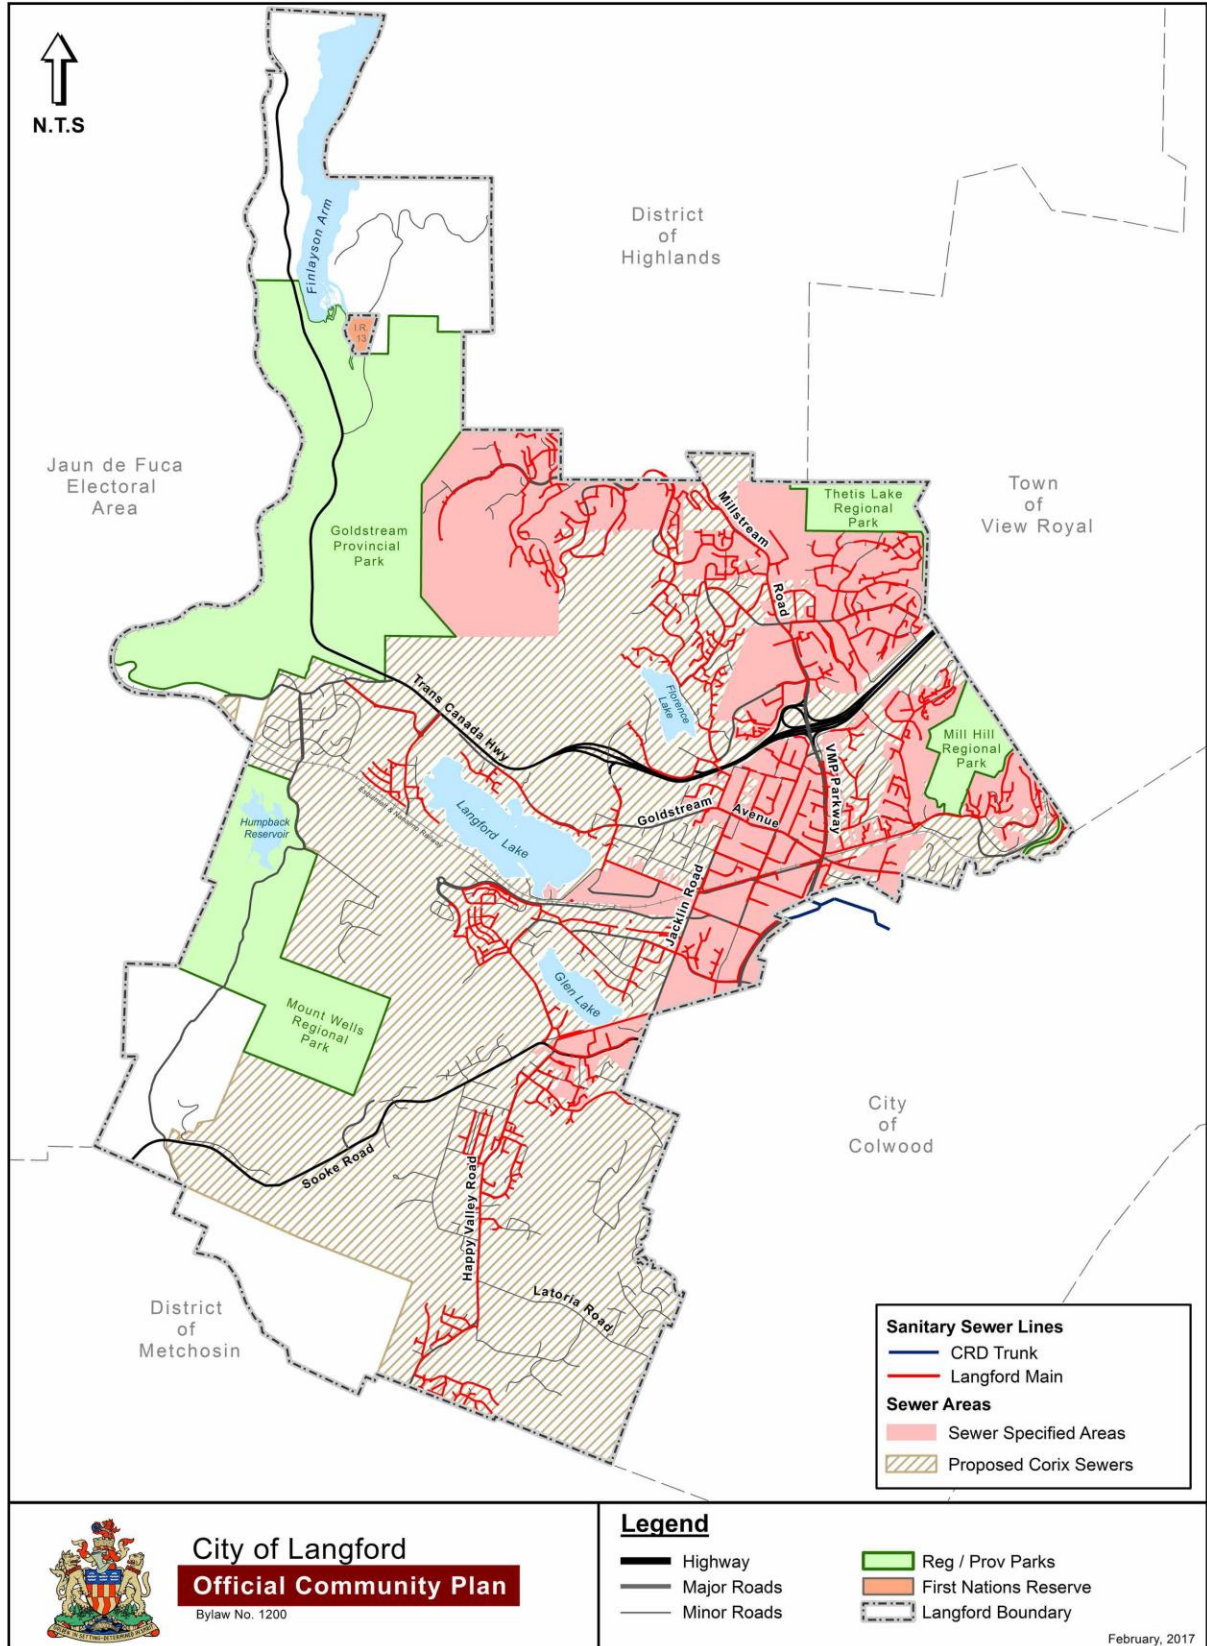 N.T.S
Finlayson Arm
District
of
Highlands
I.R.
13
Jaun de Fuca
Electoral
Area
Goldstream
Provincial
Park
Millstream
Road
Thetis Lake
Regional
Park
Town
of
View Royal
Trans Canada Hwy
Florence
Lake
Mill Hill
Regional
Park
VMP Parkway
Goldstream Avenue
Esquimalt & Nanaimo Railway
Langford Lake
Humpback
Reservoir
Jacklin Road
Glen Lake
Mount Wells
Regional
Park
City
of
Colwood
Sooke Road
Happy Valley Road
Latoria Road
District
of
Metchosin
Sanitary Sewer Lines
CRD Trunk
Langford Main
Sewer Areas
Sewer Specified Areas
Proposed Corix Sewers
City of Langford
Official Community Plan
Bylaw No. 1200
Legend
Highway
Major Roads
Minor Roads
Reg / Prov Parks
First Nations Reserve
Langford Boundary
February, 2017